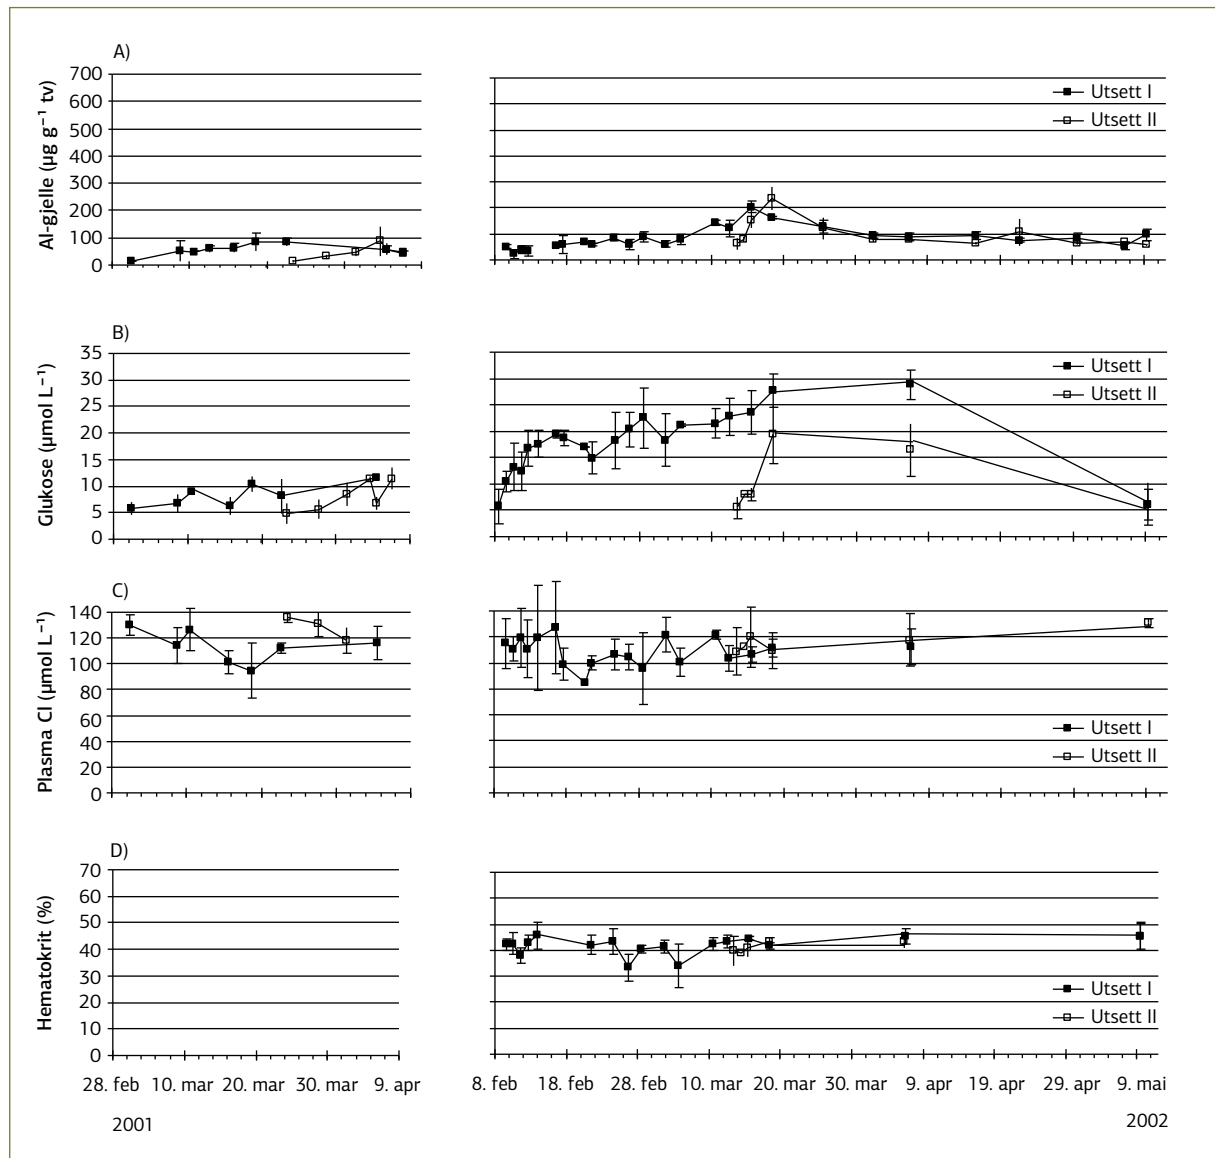 A)
Al-gjelle (µg g⁻¹ tv)
700
600
500
400
300
200
100
0
Utsett I
Utsett II
B)
Glukose (µmol L⁻¹)
35
30
25
20
15
10
5
0
Utsett I
Utsett II
C)
Plasma Cl (µmol L⁻¹)
140
120
100
80
60
40
20
0
Utsett I
Utsett II
D)
Hematokrit (%)
70
60
50
40
30
20
10
0
Utsett I
Utsett II
28. feb 10. mar 20. mar 30. mar 9. apr
8. feb 18. feb 28. feb 10. mar 20. mar 30. mar 9. apr 19. apr 29. apr 9. mai
2001
2002